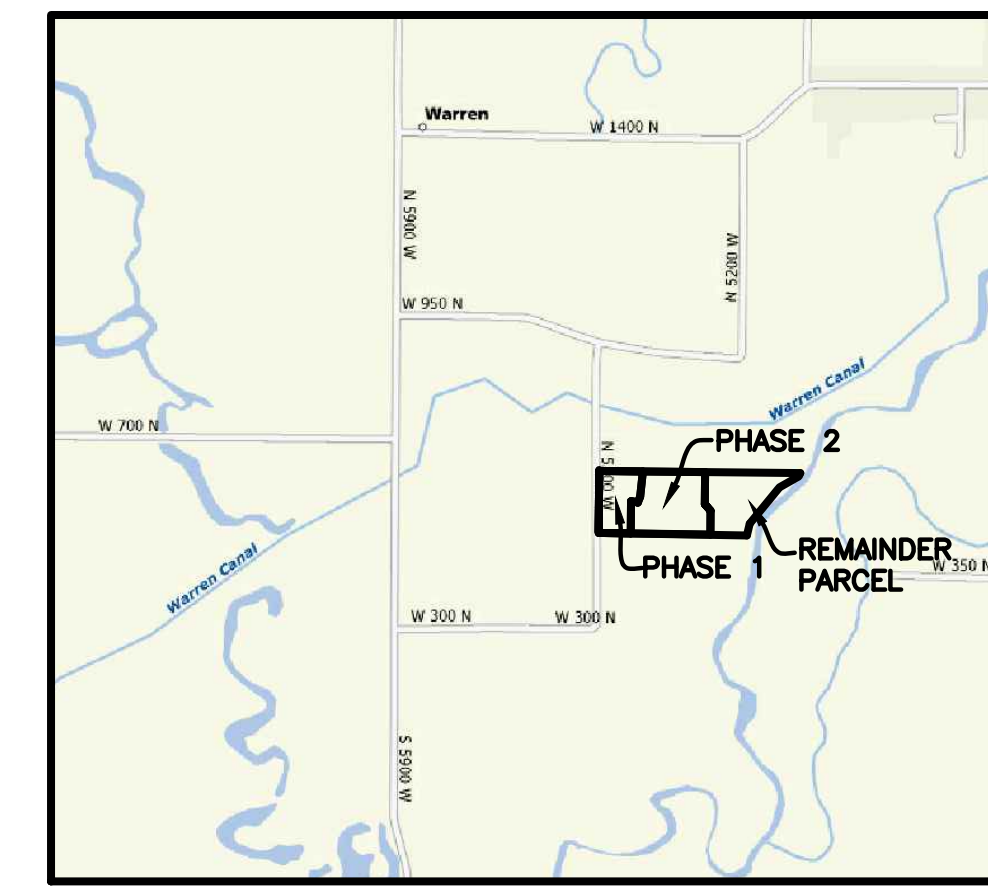 Warren
W 1400 N
N 5900 W
N 5200 W
W 950 N
Warren Canal
W 700 N
PHASE 2
PHASE 1
REMAINDER
PARCEL
W 350 N
Warren Canal
W 300 N
W 300 N
S 5900 W